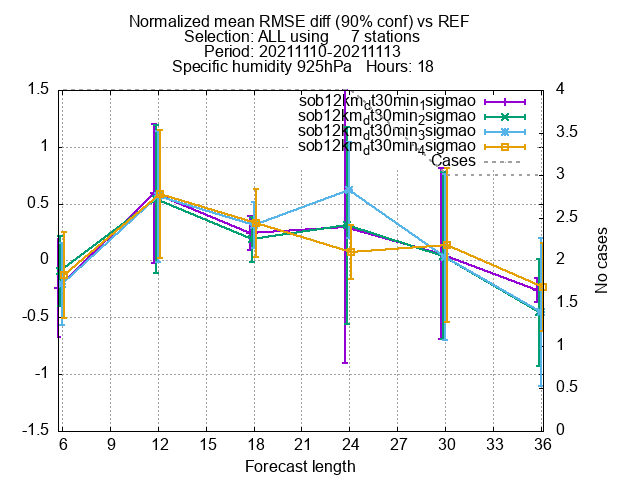 Normalized mean RMSE diff (90% conf) vs REF
Selection: ALL using 7 stations
Period: 20211110-20211113
Specific humidity 925hPa Hours: 18
sob12km_dt30min_1sigmao
sob12km_dt30min_2sigmao
sob12km_dt30min_3sigmao
sob12km_dt30min_4sigmao
Cases
1.5
1
0.5
0
-0.5
-1
-1.5
4
3.5
3
2.5
2
1.5
1
0.5
0
No cases
6 9 12 15 18 21 24 27 30 33 36
Forecast length